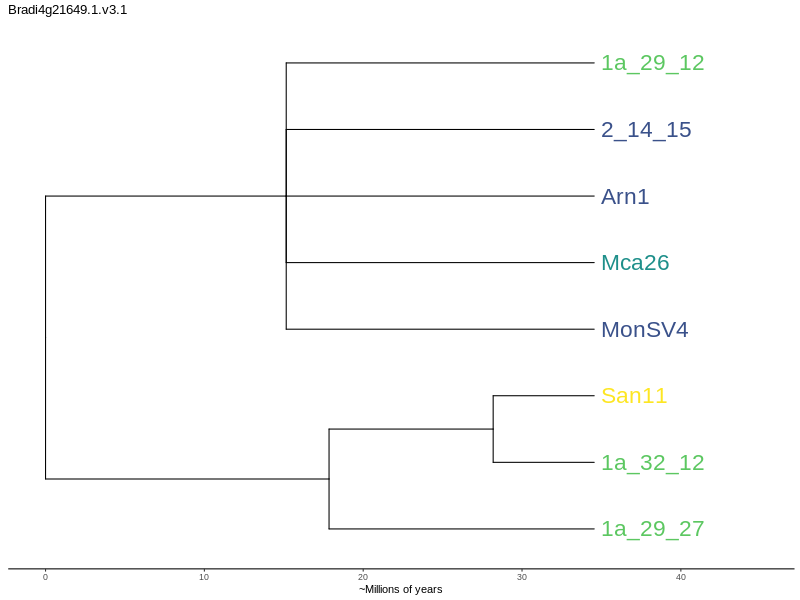 Bradi4g21649.1.v3.1
1a_29_12
2_14_15
Arn1
Mca26
MonSV4
San11
1a_32_12
1a_29_27
0 10 20 30 40
~Millions of years